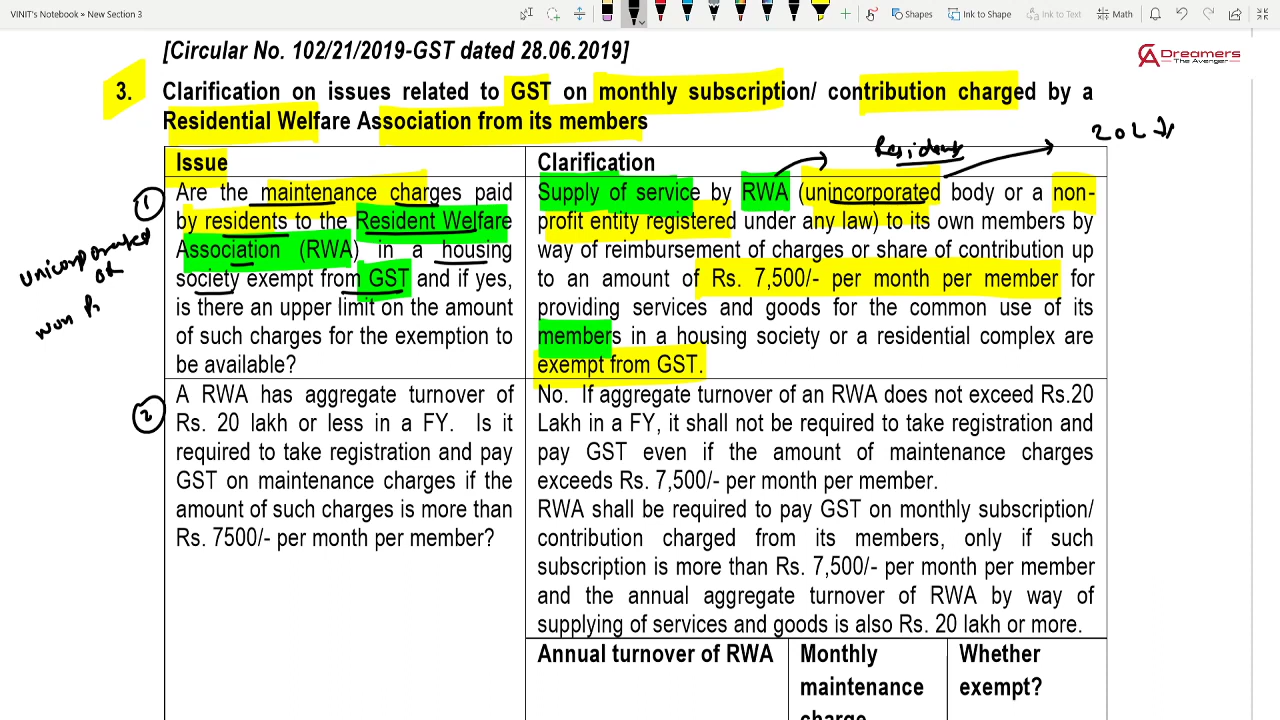 VINIT's Notebook » New Section 3
Shapes
Ink to Shape
Ink to Text
Math
[Circular No. 102/21/2019-GST dated 28.06.2019]
Dreamers
The Avenger
3. Clarification on issues related to GST on monthly subscription/ contribution charged by a
Residential Welfare Association from its members
Issue
Clarification
Are the maintenance charges paid
by residents to the Resident Welfare
Association (RWA) in a housing
society exempt from GST and if yes,
is there an upper limit on the amount
of such charges for the exemption to
be available?
Supply of service by RWA (unincorporated body or a non-
profit entity registered under any law) to its own members by
way of reimbursement of charges or share of contribution up
to an amount of Rs. 7,500/- per month per member for
providing services and goods for the common use of its
members in a housing society or a residential complex are
exempt from GST.
1
unicorporated
or
non
2
A RWA has aggregate turnover of
Rs. 20 lakh or less in a FY. Is it
required to take registration and pay
GST on maintenance charges if the
amount of such charges is more than
Rs. 7500/- per month per member?
No. If aggregate turnover of an RWA does not exceed Rs.20
Lakh in a FY, it shall not be required to take registration and
pay GST even if the amount of maintenance charges
exceeds Rs. 7,500/- per month per member.
RWA shall be required to pay GST on monthly subscription/
contribution charged from its members, only if such
subscription is more than Rs. 7,500/- per month per member
and the annual aggregate turnover of RWA by way of
supplying of services and goods is also Rs. 20 lakh or more.
Annual turnover of RWA
Monthly
maintenance
charge
Whether
exempt?